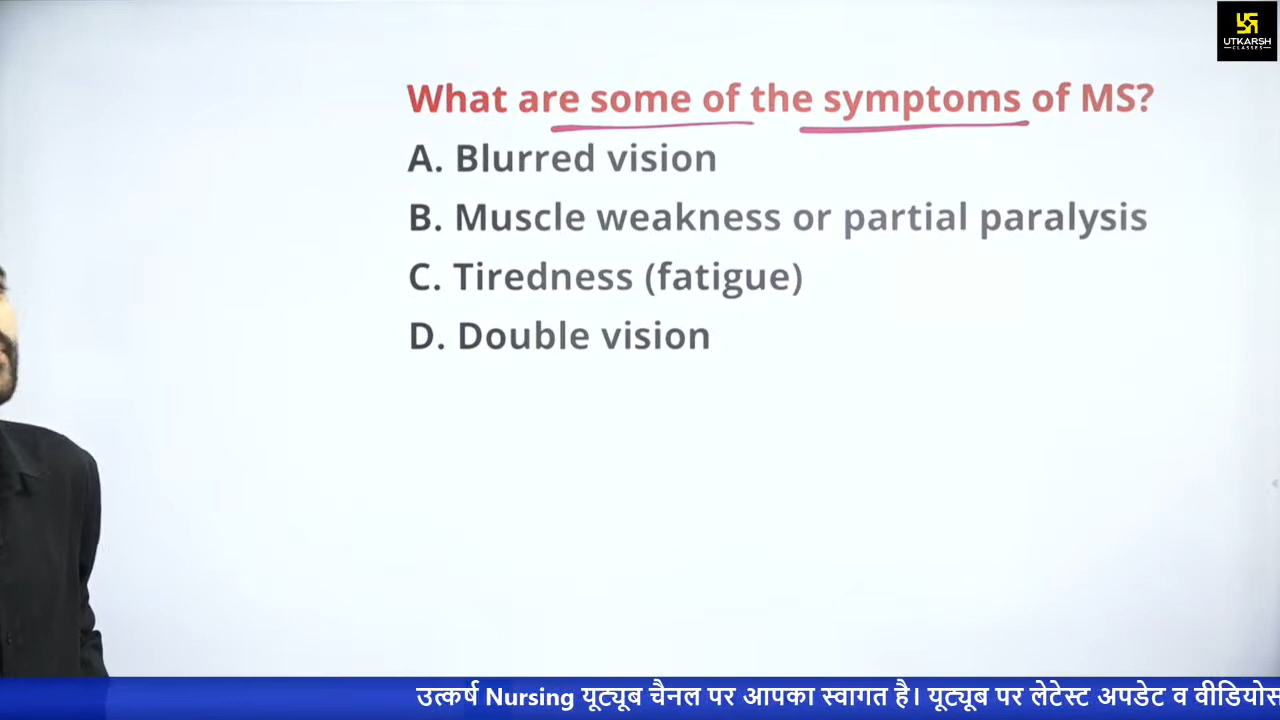 UTKARSH
CLASSES
What are some of the symptoms of MS?
A. Blurred vision
B. Muscle weakness or partial paralysis
C. Tiredness (fatigue)
D. Double vision
उत्कर्ष Nursing यूट्यूब चैनल पर आपका स्वागत है। यूट्यूब पर लेटेस्ट अपडेट व वीडियोस